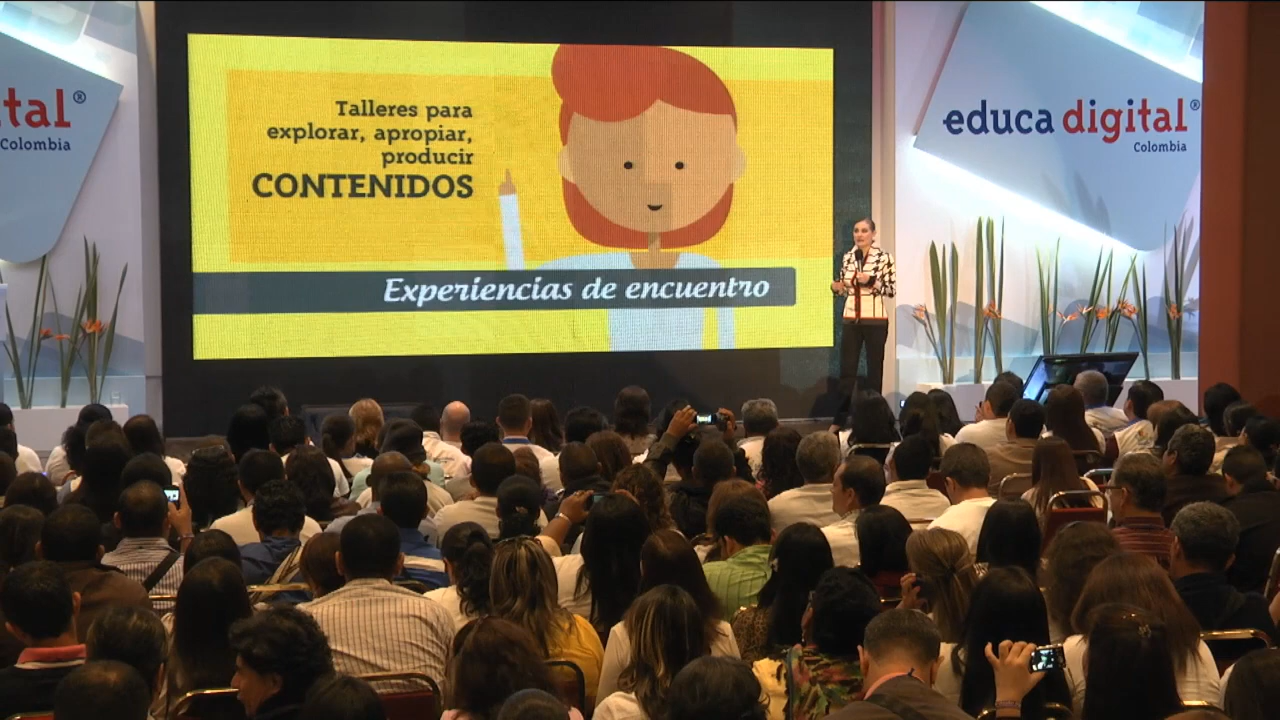 Talleres para
explorar, apropiar,
producir
CONTENIDOS
Experiencias de encuentro
tal®
Colombia
educa digital®
Colombia